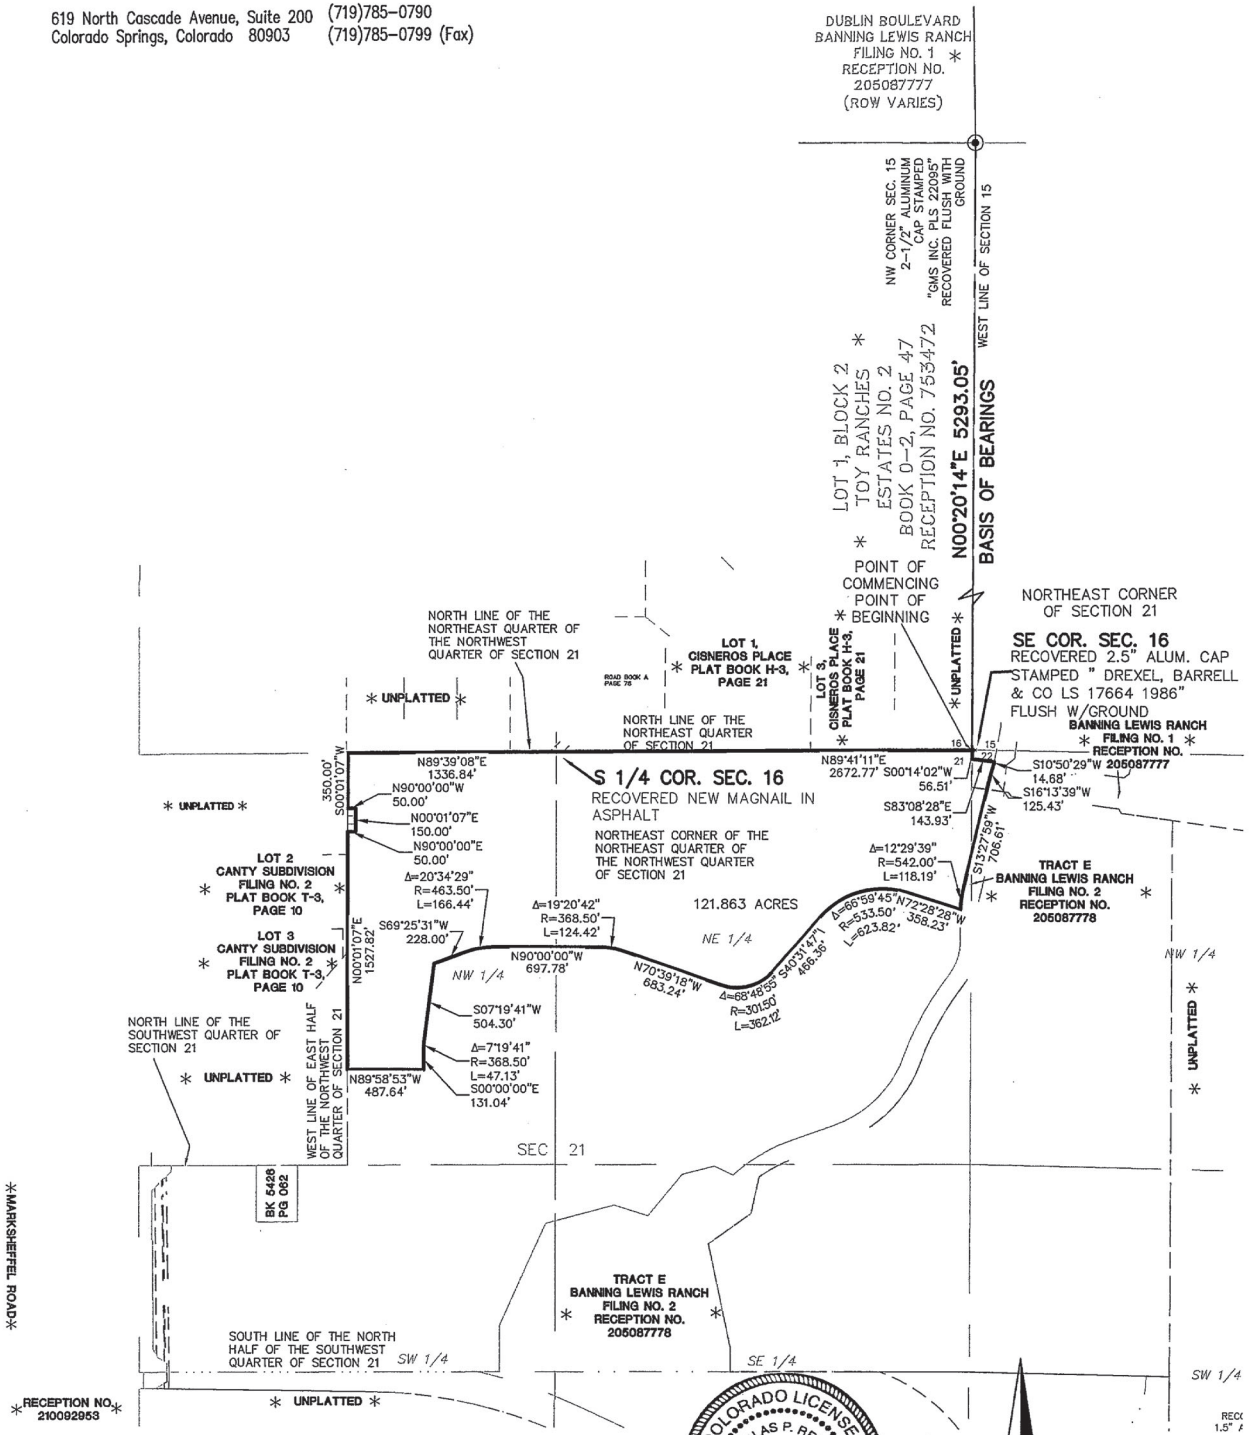 619 North Cascade Avenue, Suite 200 (719)785-0790
Colorado Springs, Colorado 80903 (719)785-0799 (Fax)
DUBLIN BOULEVARD
BANNING LEWIS RANCH
FILING NO. 1 *
RECEPTION NO.
205087777
(ROW VARIES)
NW CORNER SEC. 15
2-1/2" ALUMINUM
CAP STAMPED
"GMS INC. PLS 22095"
RECOVERED FLUSH WITH
GROUND
WEST LINE OF SECTION 15
LOT 1, BLOCK 2
* TOY RANCHES *
ESTATES NO. 2
BOOK O-2, PAGE 47
RECEPTION NO. 753472
N00°20'14"E 5293.05'
BASIS OF BEARINGS
POINT OF
COMMENCING
POINT OF
BEGINNING
NORTHEAST CORNER
OF SECTION 21
SE COR. SEC. 16
RECOVERED 2.5" ALUM. CAP
STAMPED " DREXEL, BARRELL
& CO LS 17664 1986"
FLUSH W/GROUND
BANNING LEWIS RANCH
* FILING NO. 1 *
RECEPTION NO.
205087777
NORTH LINE OF THE
NORTHEAST QUARTER OF
THE NORTHWEST
QUARTER OF SECTION 21
* UNPLATTED *
ROAD BOOK A
PAGE 78
LOT 1,
CISNEROS PLACE
* PLAT BOOK H-3, *
PAGE 21
* LOT 3,
CISNEROS PLACE
PLAT BOOK H-3,
PAGE 21 *
* UNPLATTED *
NORTH LINE OF THE
NORTHEAST QUARTER
OF SECTION 21
16 15
21 22
350.00'
S00°01'07"W
N89°39'08"E
1336.84'
N90°00'00"W
50.00'
N00°01'07"E
150.00'
N90°00'00"E
50.00'
S 1/4 COR. SEC. 16
RECOVERED NEW MAGNAIL IN
ASPHALT
NORTHEAST CORNER OF THE
NORTHEAST QUARTER OF
THE NORTHWEST QUARTER
OF SECTION 21
N89°41'11"E
2672.77'
S00°14'02"W
56.51'
S83°08'28"E
143.93'
S10°50'29"W
14.68'
S16°13'39"W
125.43'
S13°27'59"W
706.61'
* UNPLATTED *
LOT 2
CANTY SUBDIVISION
* FILING NO. 2 *
PLAT BOOK T-3,
PAGE 10
LOT 3
CANTY SUBDIVISION
* FILING NO. 2 *
PLAT BOOK T-3,
PAGE 10
Δ=20°34'29"
R=463.50'
L=166.44'
S69°25'31"W
228.00'
Δ=19°20'42"
R=368.50'
L=124.42'
121.863 ACRES
NE 1/4
Δ=12°29'39"
R=542.00'
L=118.19'
Δ=66°59'45"
R=533.50'
L=623.82'
N72°28'28"W
358.23'
TRACT E
BANNING LEWIS RANCH
* FILING NO. 2 *
RECEPTION NO.
205087778
N00°01'07"E
1527.82'
NW 1/4
N90°00'00"W
697.78'
N70°39'18"W
683.24'
Δ=68°48'55"
R=301.50'
L=362.12'
S40°31'47"
466.36'
NW 1/4
* UNPLATTED *
S07°19'41"W
504.30'
Δ=7°19'41"
R=368.50'
L=47.13'
S00°00'00"E
131.04'
N89°58'53"W
487.64'
NORTH LINE OF THE
SOUTHWEST QUARTER OF
SECTION 21
* UNPLATTED *
WEST LINE OF EAST HALF
OF THE NORTHWEST
QUARTER OF SECTION 21
SEC 21
BK 5428
PG 062
*MARKSHEFFEL ROAD*
TRACT E
BANNING LEWIS RANCH
* FILING NO. 2 *
RECEPTION NO.
205087778
SOUTH LINE OF THE NORTH
HALF OF THE SOUTHWEST
QUARTER OF SECTION 21
SW 1/4
SE 1/4
SW 1/4
* RECEPTION NO. *
210092953
* UNPLATTED *
COLORADO LICENSE
LAS P. RE
REC
1.5"